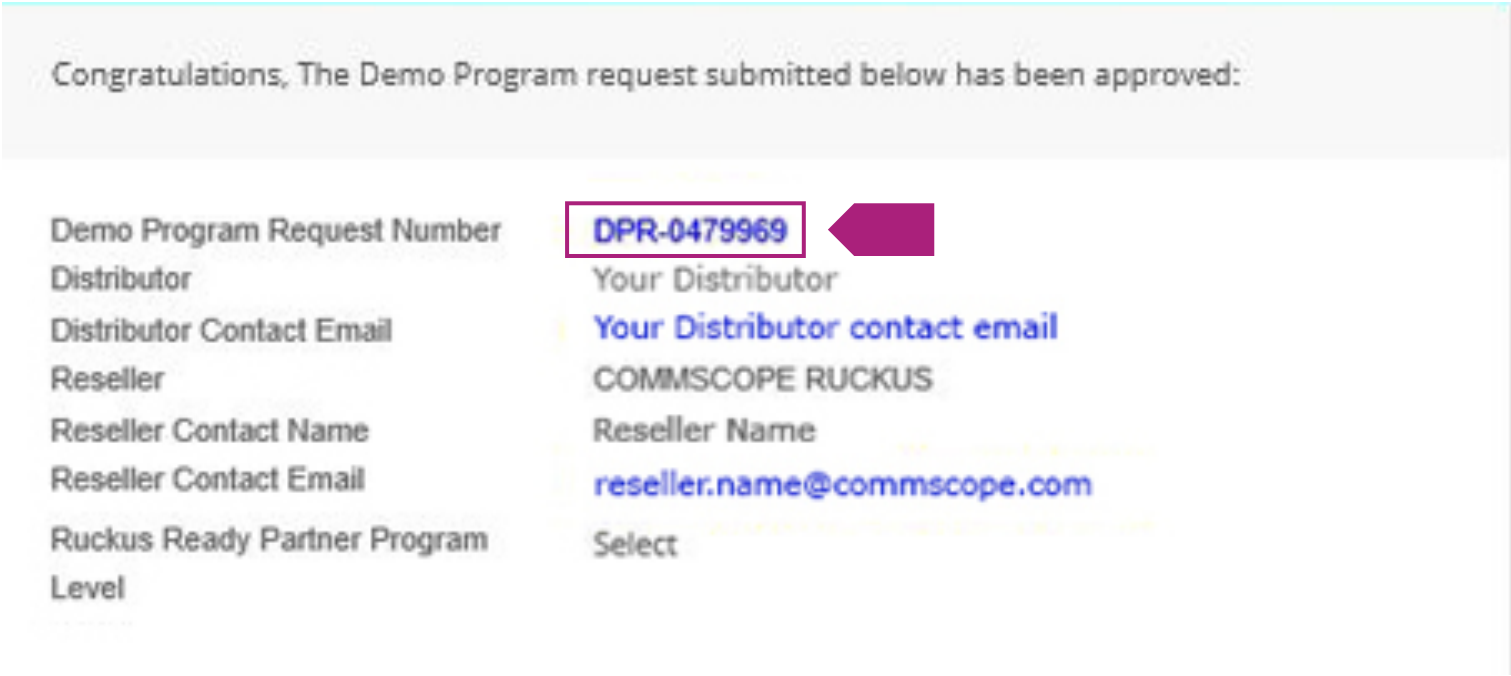 Congratulations, The Demo Program request submitted below has been approved:
Demo Program Request Number DPR-0479969
Distributor Your Distributor
Distributor Contact Email Your Distributor contact email
Reseller COMMSCOPE RUCKUS
Reseller Contact Name Reseller Name
Reseller Contact Email reseller.name@commscope.com
Ruckus Ready Partner Program Select
Level